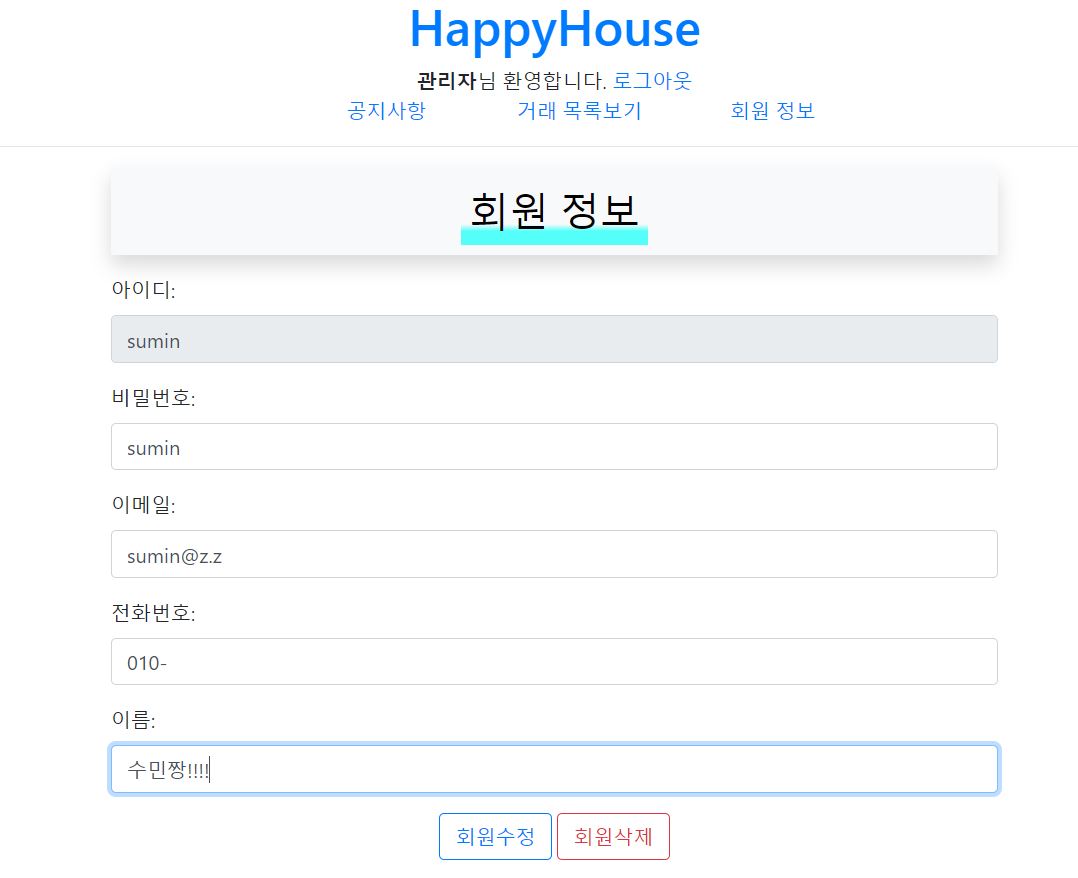 HappyHouse
관리자님 환영합니다. 로그아웃
공지사항 거래 목록보기 회원 정보
회원 정보
아이디:
sumin
비밀번호:
sumin
이메일:
sumin@z.z
전화번호:
010-
이름:
수민짱!!!!
회원수정 회원삭제